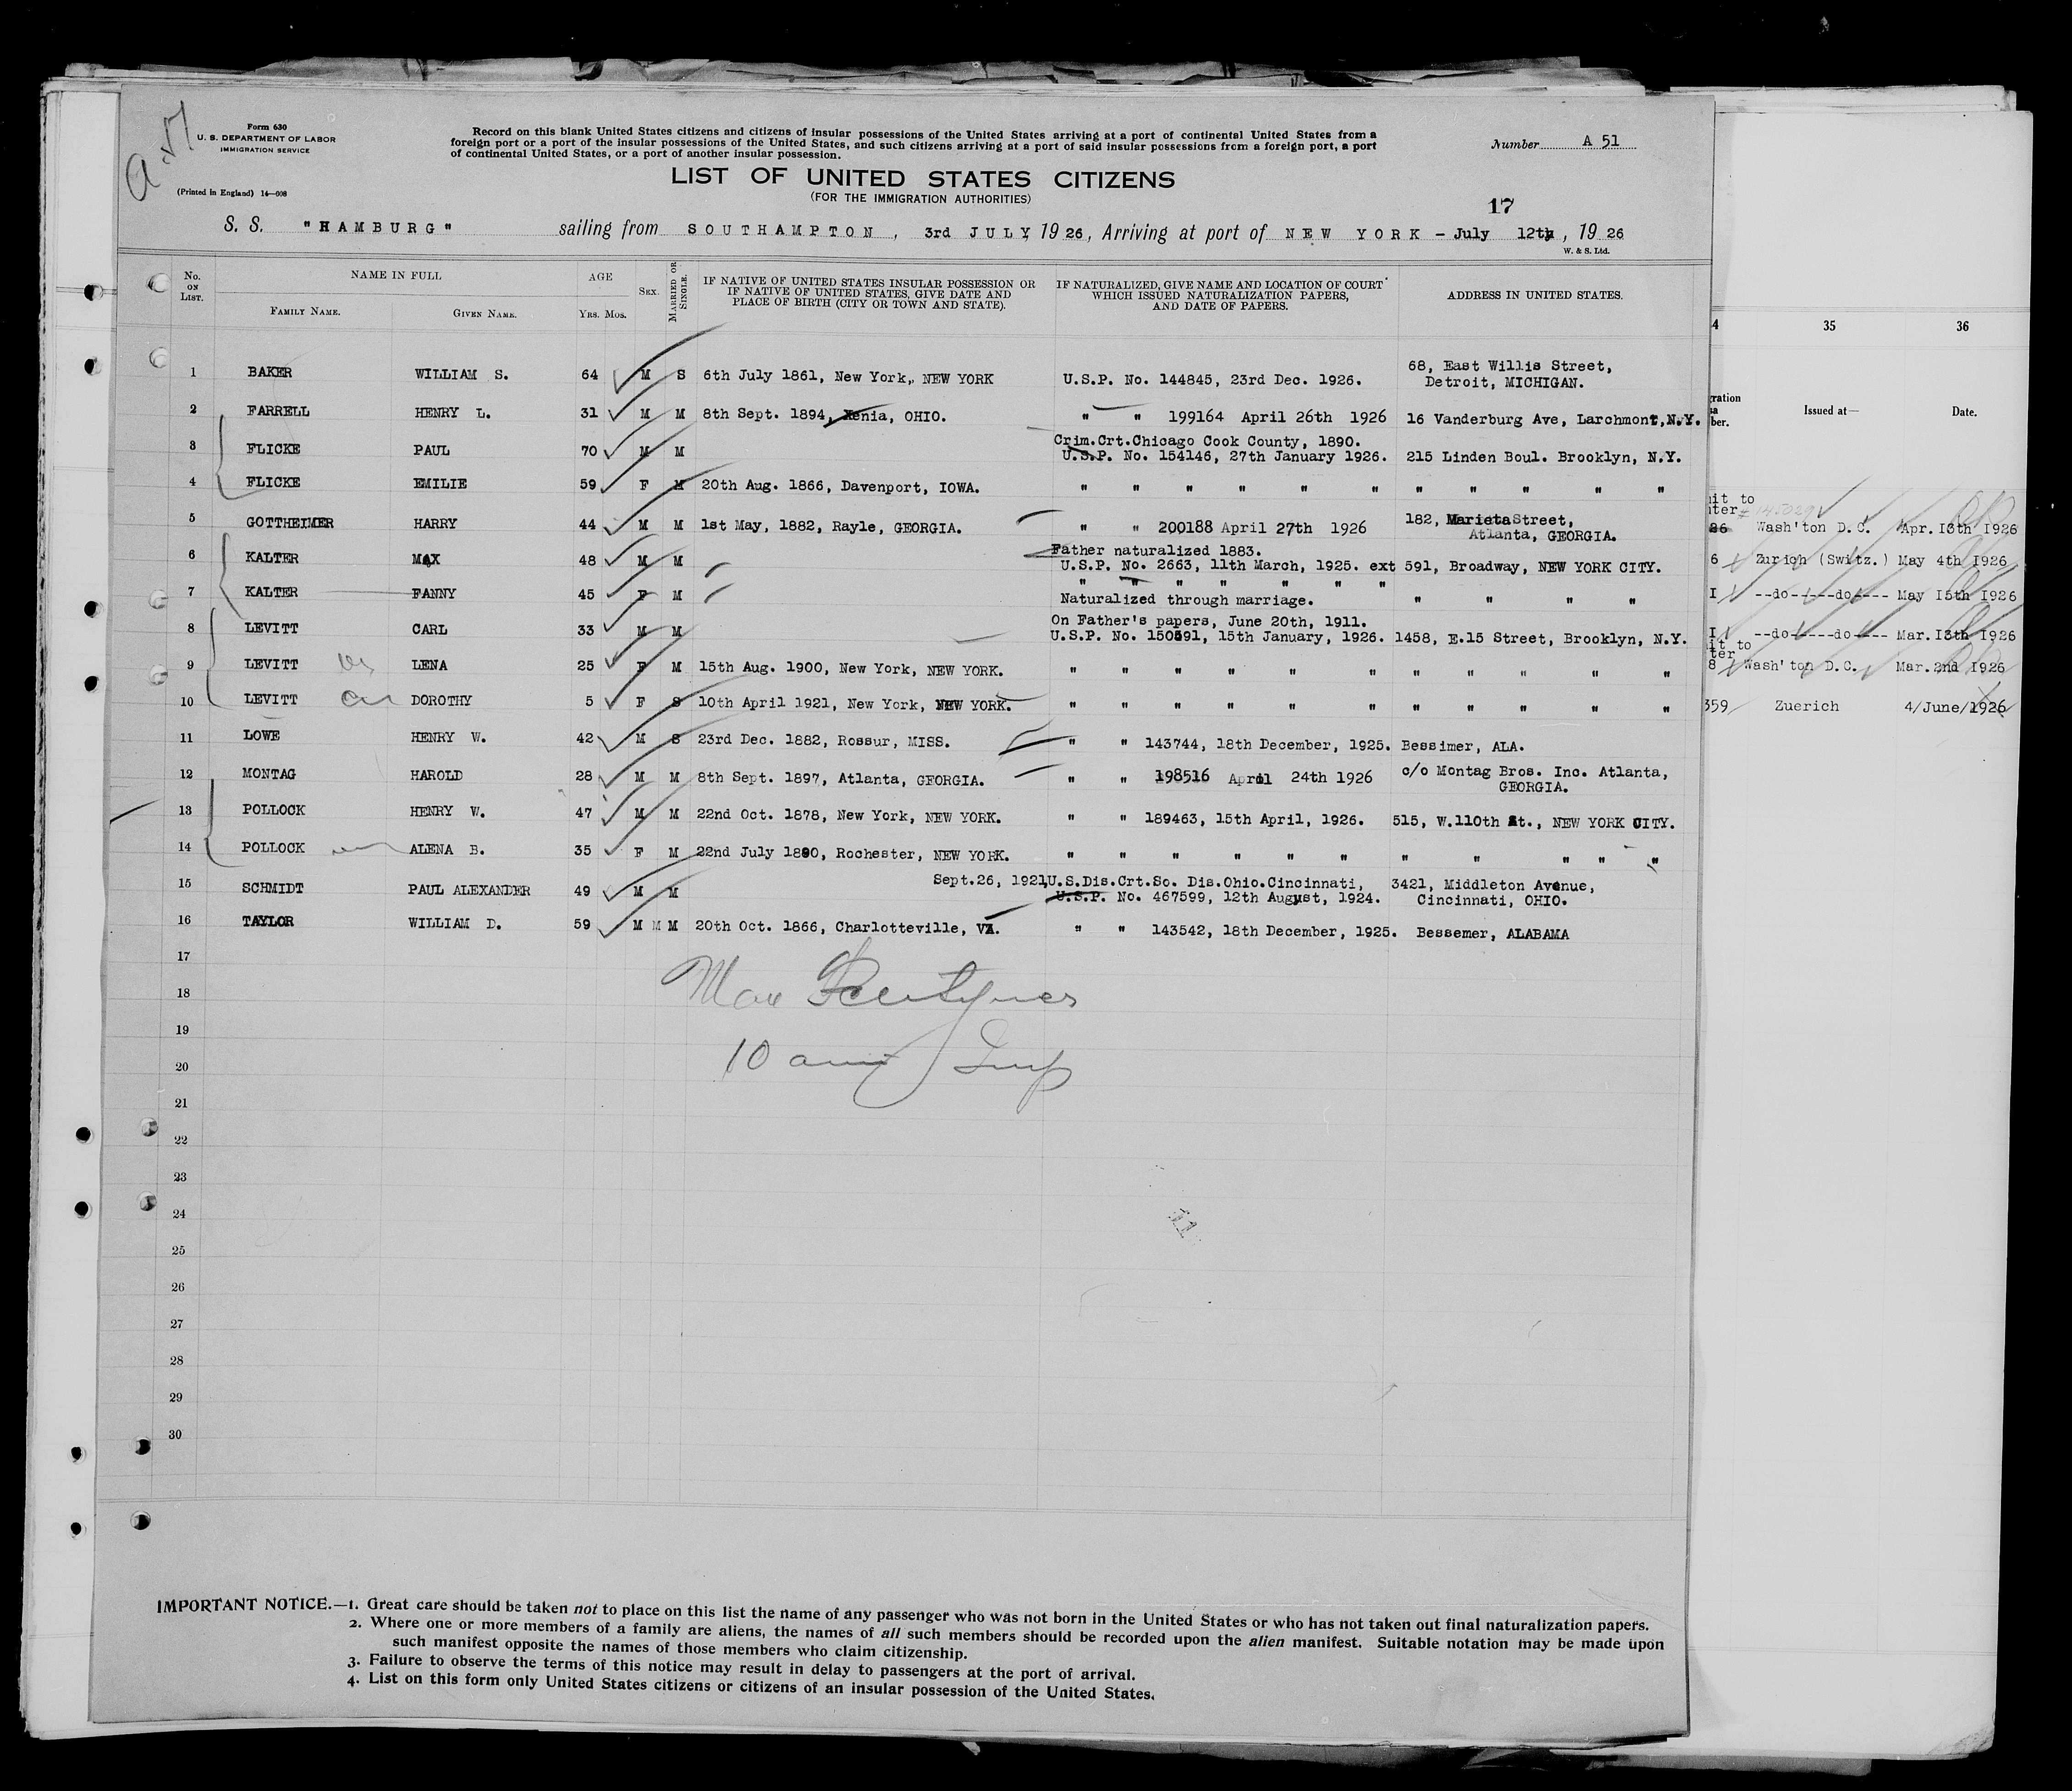 a.51
Form 630
U. S. DEPARTMENT OF LABOR
IMMIGRATION SERVICE
(Printed in England) 14—608
Record on this blank United States citizens and citizens of insular possessions of the United States arriving at a port of continental United States from a
foreign port or a port of the insular possessions of the United States, and such citizens arriving at a port of said insular possessions from a foreign port, a port
of continental United States, or a port of another insular possession.
Number A 51
LIST OF UNITED STATES CITIZENS
(FOR THE IMMIGRATION AUTHORITIES)
17
S. S. "HAMBURG" sailing from SOUTHAMPTON, 3rd JULY, 1926, Arriving at port of NEW YORK - July 12th, 1926
W. & S. Ltd.
No. ON LIST. NAME IN FULL AGE SEX. MARRIED OR SINGLE. IF NATIVE OF UNITED STATES INSULAR POSSESSION OR IF NATIVE OF UNITED STATES, GIVE DATE AND PLACE OF BIRTH (CITY OR TOWN AND STATE). IF NATURALIZED, GIVE NAME AND LOCATION OF COURT WHICH ISSUED NATURALIZATION PAPERS, AND DATE OF PAPERS. ADDRESS IN UNITED STATES.
FAMILY NAME. GIVEN NAME. YRS. MOS.
1 BAKER WILLIAM S. 64 M S 6th July 1861, New York, NEW YORK U.S.P. No. 144845, 23rd Dec. 1926. 68, East Willis Street,
Detroit, MICHIGAN.
2 FARRELL HENRY L. 31 M M 8th Sept. 1894, Xenia, OHIO. " " 199164 April 26th 1926 16 Vanderburg Ave, Larchmont, N.Y.
Crim.Crt.Chicago Cook County, 1890.
3 FLICKE PAUL 70 M M U.S.P. No. 154146, 27th January 1926. 215 Linden Boul. Brooklyn, N.Y.
4 FLICKE EMILIE 59 F M 20th Aug. 1866, Davenport, IOWA. " " " " " " " " " " "
5 GOTTHEIMER HARRY 44 M M 1st May, 1882, Rayle, GEORGIA. " " 200188 April 27th 1926 182, Marieta Street,
Atlanta, GEORGIA.
Father naturalized 1883.
6 KALTER MAX 48 M M U.S.P. No. 2663, 11th March, 1925. ext 591, Broadway, NEW YORK CITY.
" " " " " " "
7 KALTER FANNY 45 F M Naturalized through marriage. " " " "
On Father's papers, June 20th, 1911.
8 LEVITT CARL 33 M M U.S.P. No. 150591, 15th January, 1926. 1458, E.15 Street, Brooklyn, N.Y.
9 LEVITT LENA 25 F M 15th Aug. 1900, New York, NEW YORK. " " " " " " " " " " "
10 LEVITT DOROTHY 5 F S 10th April 1921, New York, NEW YORK. " " " " " " " " " " "
11 LOWE HENRY W. 42 M S 23rd Dec. 1882, Rossur, MISS. " " 143744, 18th December, 1925. Bessimer, ALA.
12 MONTAG HAROLD 28 M M 8th Sept. 1897, Atlanta, GEORGIA. " " 198516 April 24th 1926 c/o Montag Bros. Inc. Atlanta,
GEORGIA.
13 POLLOCK HENRY W. 47 M M 22nd Oct. 1878, New York, NEW YORK. " " 189463, 15th April, 1926. 515, W.110th St., NEW YORK CITY.
14 POLLOCK ALENA B. 35 F M 22nd July 1890, Rochester, NEW YORK. " " " " " " " " " " "
Sept.26, 1921, U.S.Dis.Crt.So. Dis.Ohio.Cincinnati, 3421, Middleton Avenue,
15 SCHMIDT PAUL ALEXANDER 49 M M U.S.P. No. 467599, 12th August, 1924. Cincinnati, OHIO.
16 TAYLOR WILLIAM D. 59 M M M 20th Oct. 1866, Charlotteville, VA. " " 143542, 18th December, 1925. Bessemer, ALABAMA
17
18 Max
19
20 10 am
21
22
23
24
25
26
27
28
29
30
IMPORTANT NOTICE.—1. Great care should be taken not to place on this list the name of any passenger who was not born in the United States or who has not taken out final naturalization papers.
2. Where one or more members of a family are aliens, the names of all such members should be recorded upon the alien manifest. Suitable notation may be made upon
such manifest opposite the names of those members who claim citizenship.
3. Failure to observe the terms of this notice may result in delay to passengers at the port of arrival.
4. List on this form only United States citizens or citizens of an insular possession of the United States.
4 35 36
Issued at— Date.
Wash'ton D.C. Apr.13th 1926
6 Zurich (Switz.) May 4th 1926
I --do-----do---- May 15th 1926
I --do-----do---- Mar.13th 1926
8 Wash'ton D.C. Mar.2nd 1926
359 Zuerich 4/June/1926